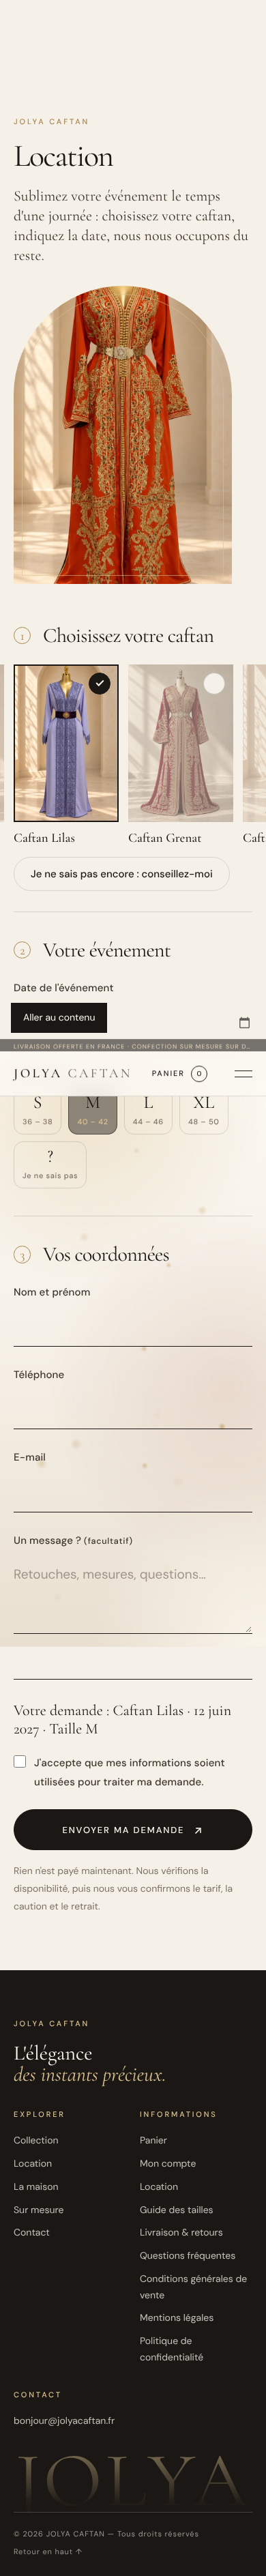 JOLYA CAFTAN
Location
Sublimez votre événement le temps
d'une journée : choisissez votre caftan,
indiquez la date, nous nous occupons du
reste.
1 Choisissez votre caftan
Caftan Lilas
Caftan Grenat
Caft
Je ne sais pas encore : conseillez-moi
2 Votre événement
Date de l'événement
Aller au contenu
LIVRAISON OFFERTE EN FRANCE · CONFECTION SUR MESURE SUR D...
JOLYA CAFTAN PANIER 0
S M L XL
36 – 38 40 – 42 44 – 46 48 – 50
?
Je ne sais pas
3 Vos coordonnées
Nom et prénom
Téléphone
E-mail
Un message ? (facultatif)
Retouches, mesures, questions...
Votre demande : Caftan Lilas · 12 juin
2027 · Taille M
J'accepte que mes informations soient
utilisées pour traiter ma demande.
ENVOYER MA DEMANDE ↗
Rien n'est payé maintenant. Nous vérifions la
disponibilité, puis nous vous confirmons le tarif, la
caution et le retrait.
JOLYA CAFTAN
L'élégance
des instants précieux.
EXPLORER
Collection
Location
La maison
Sur mesure
Contact
INFORMATIONS
Panier
Mon compte
Location
Guide des tailles
Livraison & retours
Questions fréquentes
Conditions générales de
vente
Mentions légales
Politique de
confidentialité
CONTACT
bonjour@jolyacaftan.fr
JOLYA
© 2026 JOLYA CAFTAN — Tous droits réservés
Retour en haut ↑